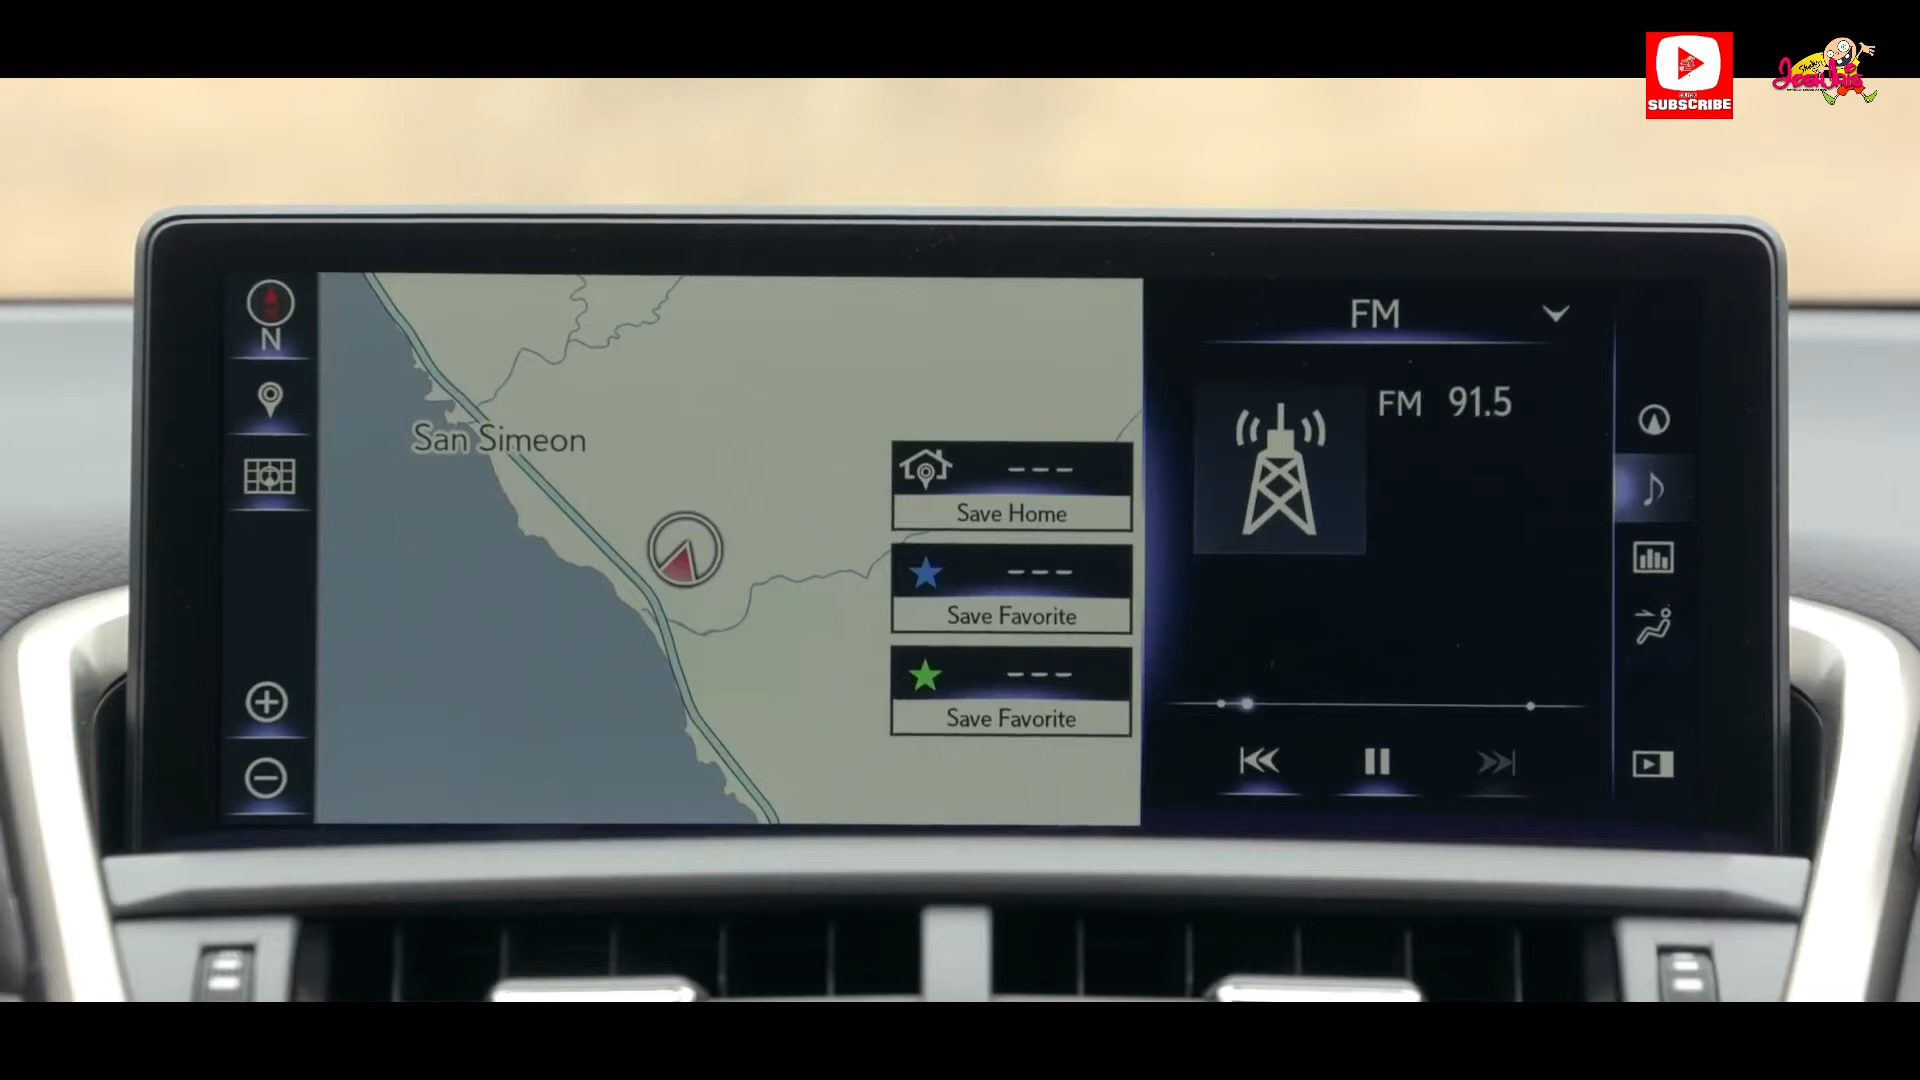 SUBSCRIBE
N
San Simeon
---
Save Home
---
Save Favorite
---
Save Favorite
FM
FM 91.5